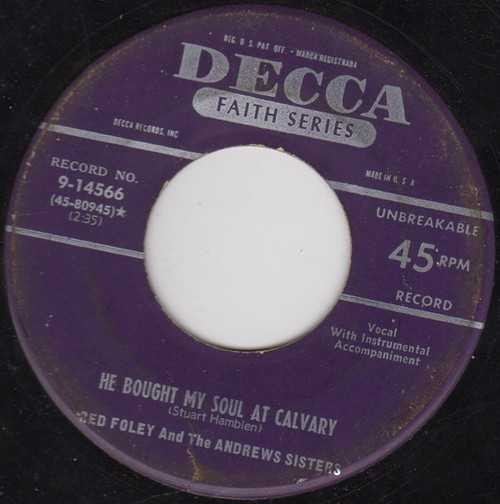 REG. U.S. PAT. OFF. - MARCA REGISTRADA
DECCA
FAITH SERIES
DECCA RECORDS, INC
MADE IN U.S.A
RECORD NO.
9-14566
(45-80945)★
(2:35)
UNBREAKABLE
45 RPM
RECORD
Vocal
With Instrumental
Accompaniment
HE BOUGHT MY SOUL AT CALVARY
(Stuart Hamblen)
RED FOLEY And The ANDREWS SISTERS